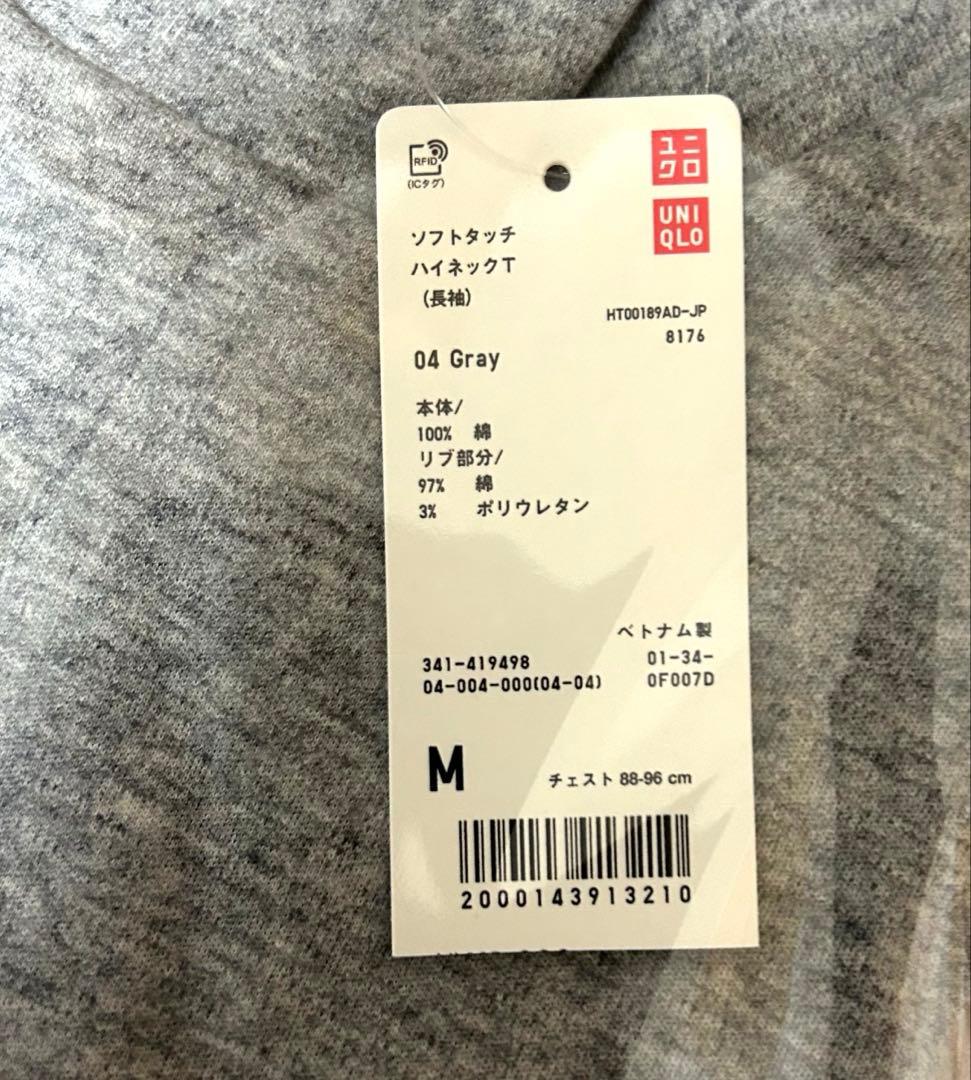 RFID
(ICタグ)
ユニ
クロ
UNI
QLO
ソフトタッチ
ハイネックT
(長袖)
HT00189AD-JP
8176
04 Gray
本体/
100% 綿
リブ部分/
97% 綿
3% ポリウレタン
ベトナム製
341-419498
01-34-
04-004-000(04-04)
0F007D
M
チェスト 88-96 cm
2000143913210